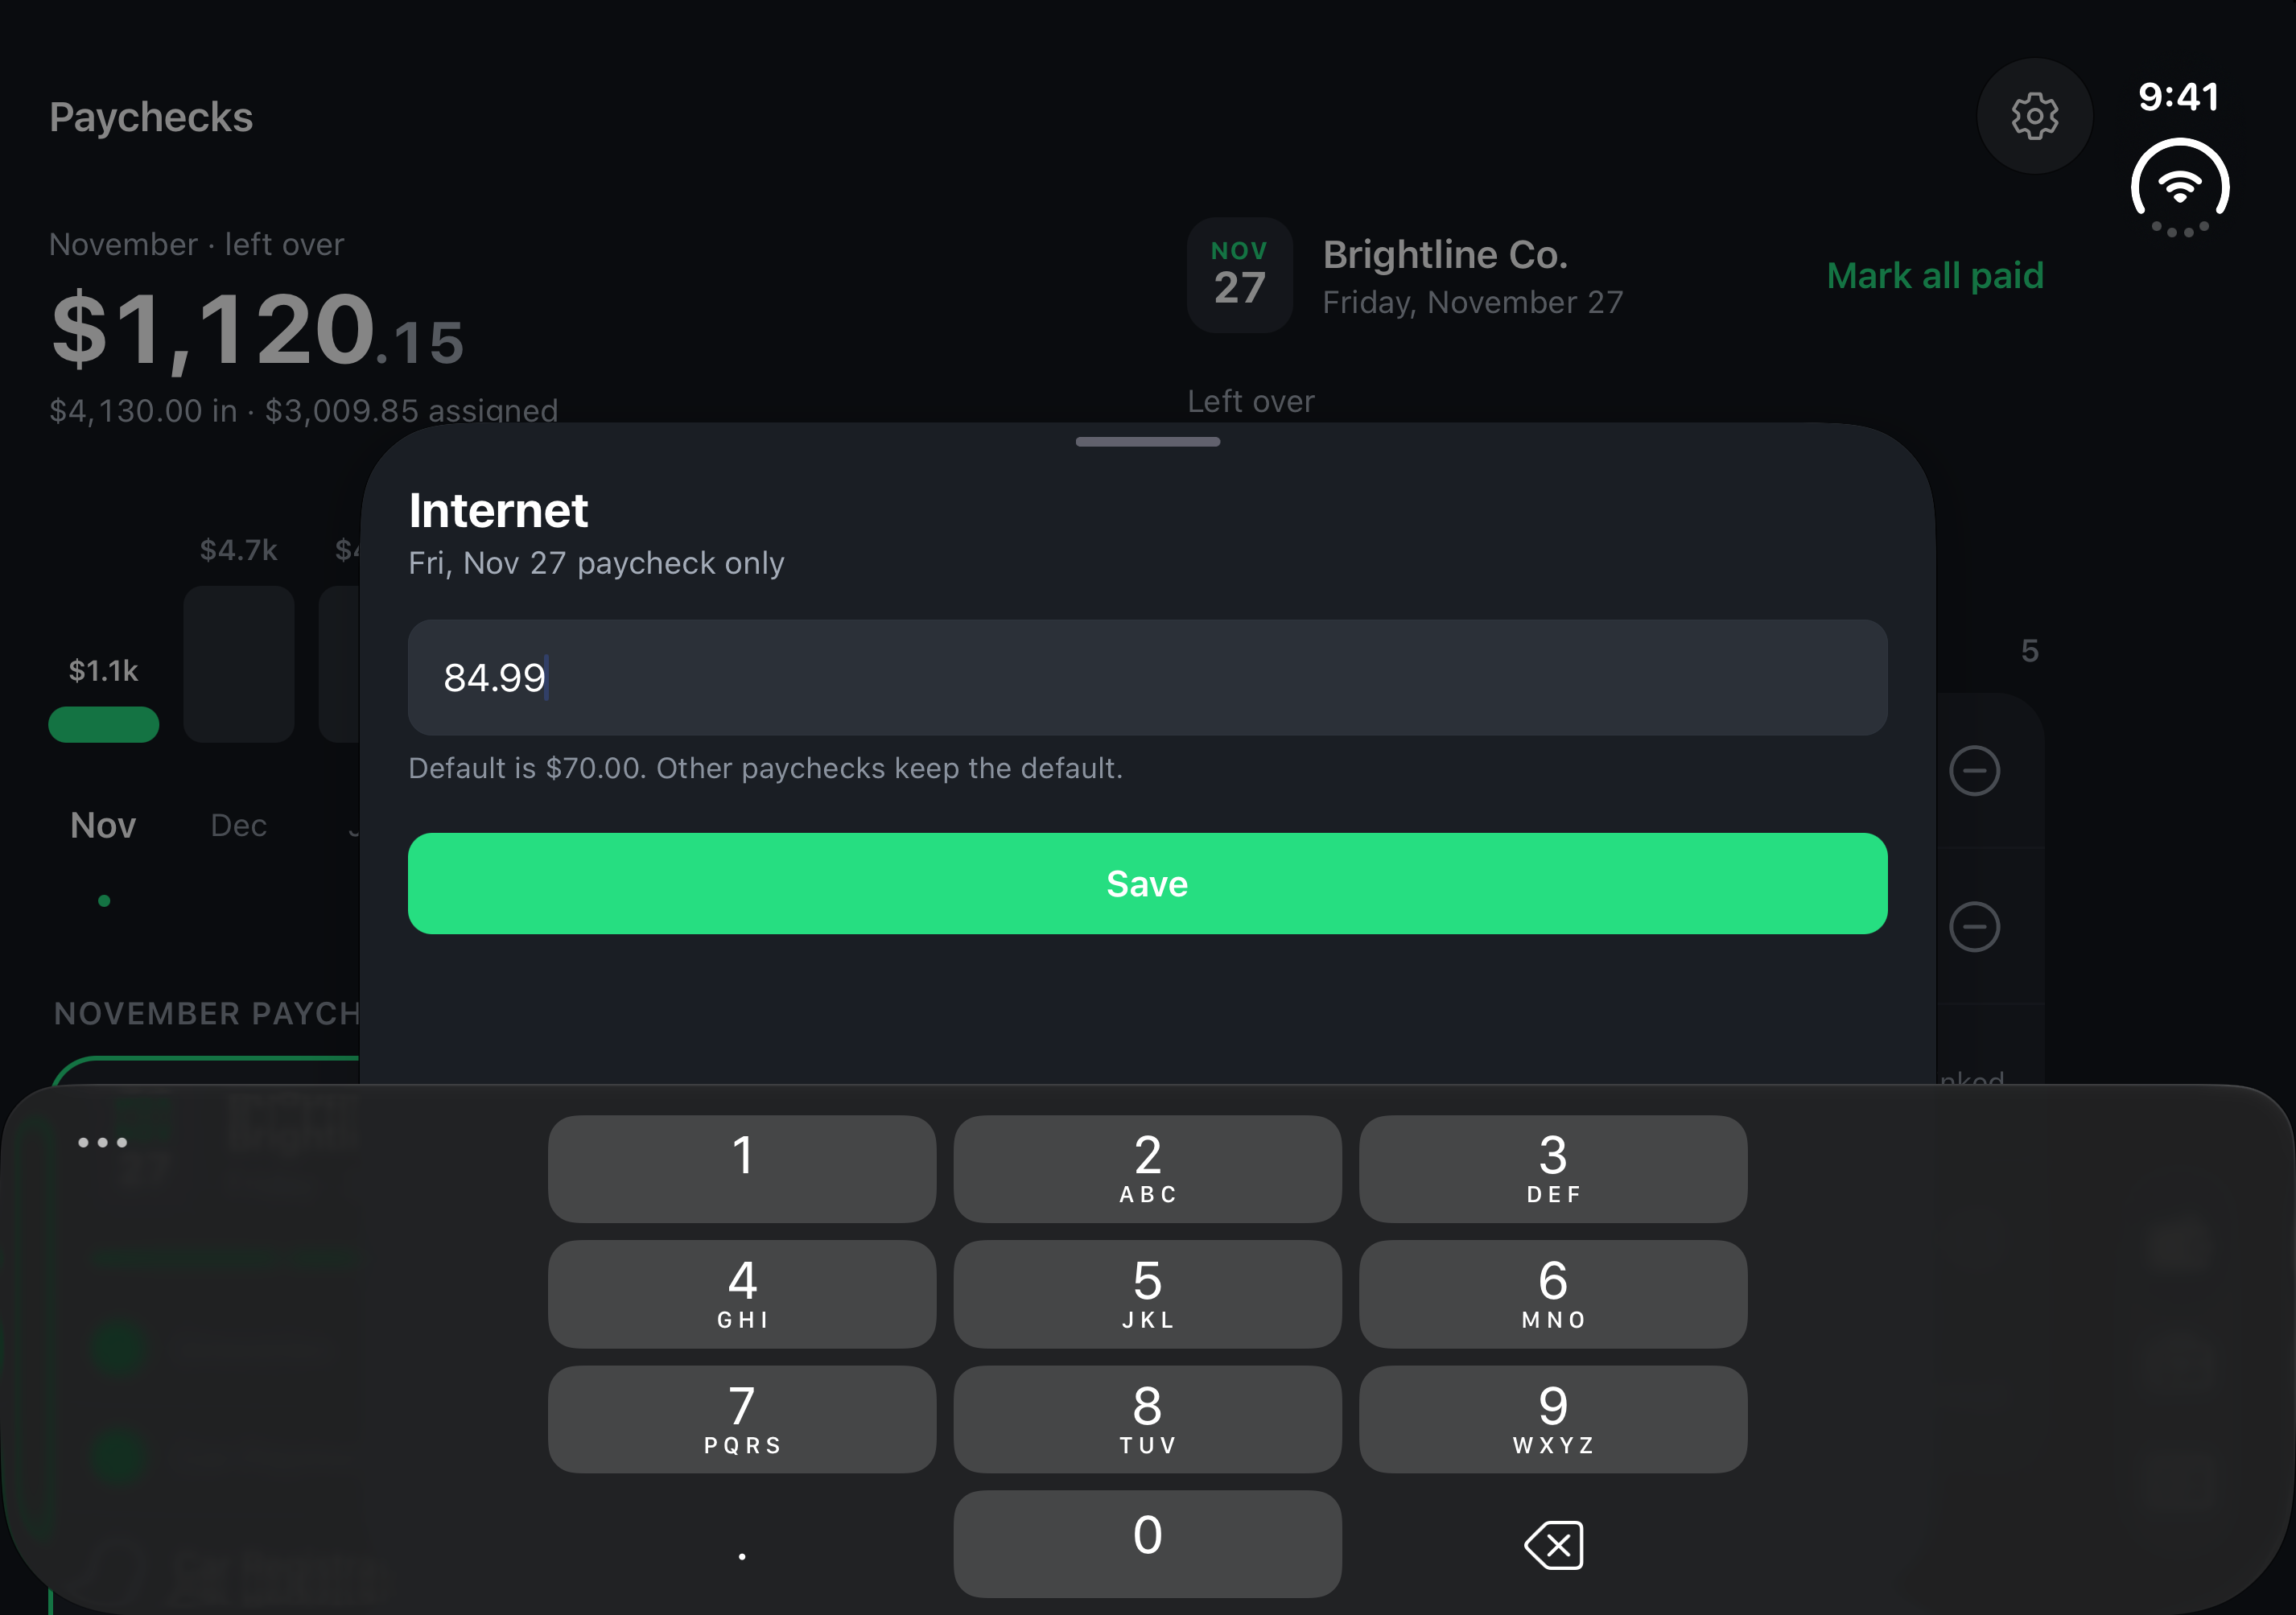 Paychecks
9:41
November · left over
$1,120.15
$4,130.00 in · $3,009.85 assigned
NOV
27
Brightline Co.
Friday, November 27
Mark all paid
Left over
Internet
Fri, Nov 27 paycheck only
84.99
Default is $70.00. Other paychecks keep the default.
Save
$4.7k
$1.1k
Nov
Dec
5
NOVEMBER PAYCH
1
2
ABC
3
DEF
4
GHI
5
JKL
6
MNO
7
PQRS
8
TUV
9
WXYZ
.
0